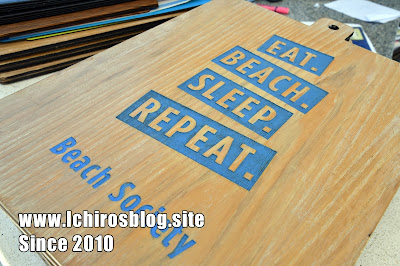 EAT.
BEACH.
SLEEP.
REPEAT.
Beach Society
www.Ichirosblog.site
Since 2010